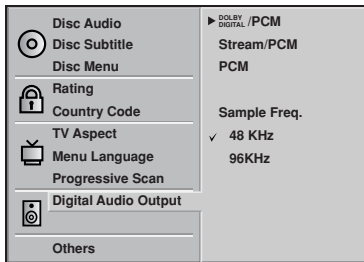 Disc Audio
Disc Subtitle
Disc Menu
Rating
Country Code
TV Aspect
Menu Language
Progressive Scan
Digital Audio Output
Others
DOLBY DIGITAL /PCM
Stream/PCM
PCM
Sample Freq.
48 KHz
96KHz